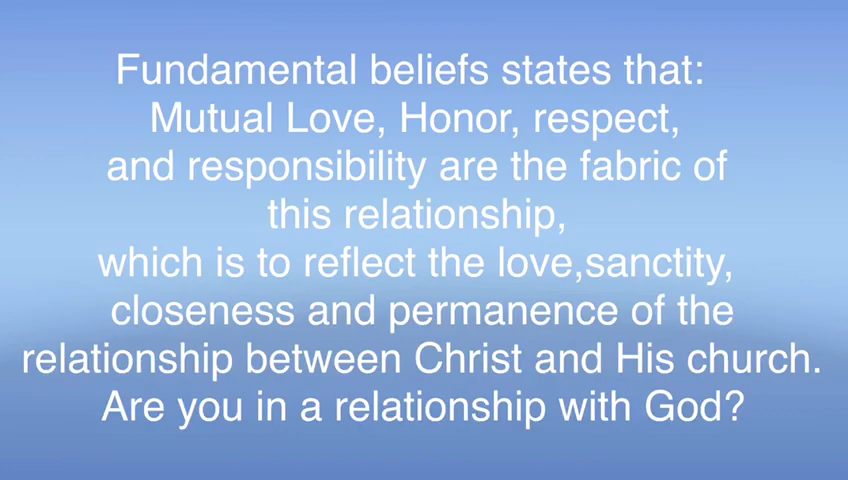 Fundamental beliefs states that:
Mutual Love, Honor, respect,
and responsibility are the fabric of
this relationship,
which is to reflect the love,sanctity,
closeness and permanence of the
relationship between Christ and His church.
Are you in a relationship with God?